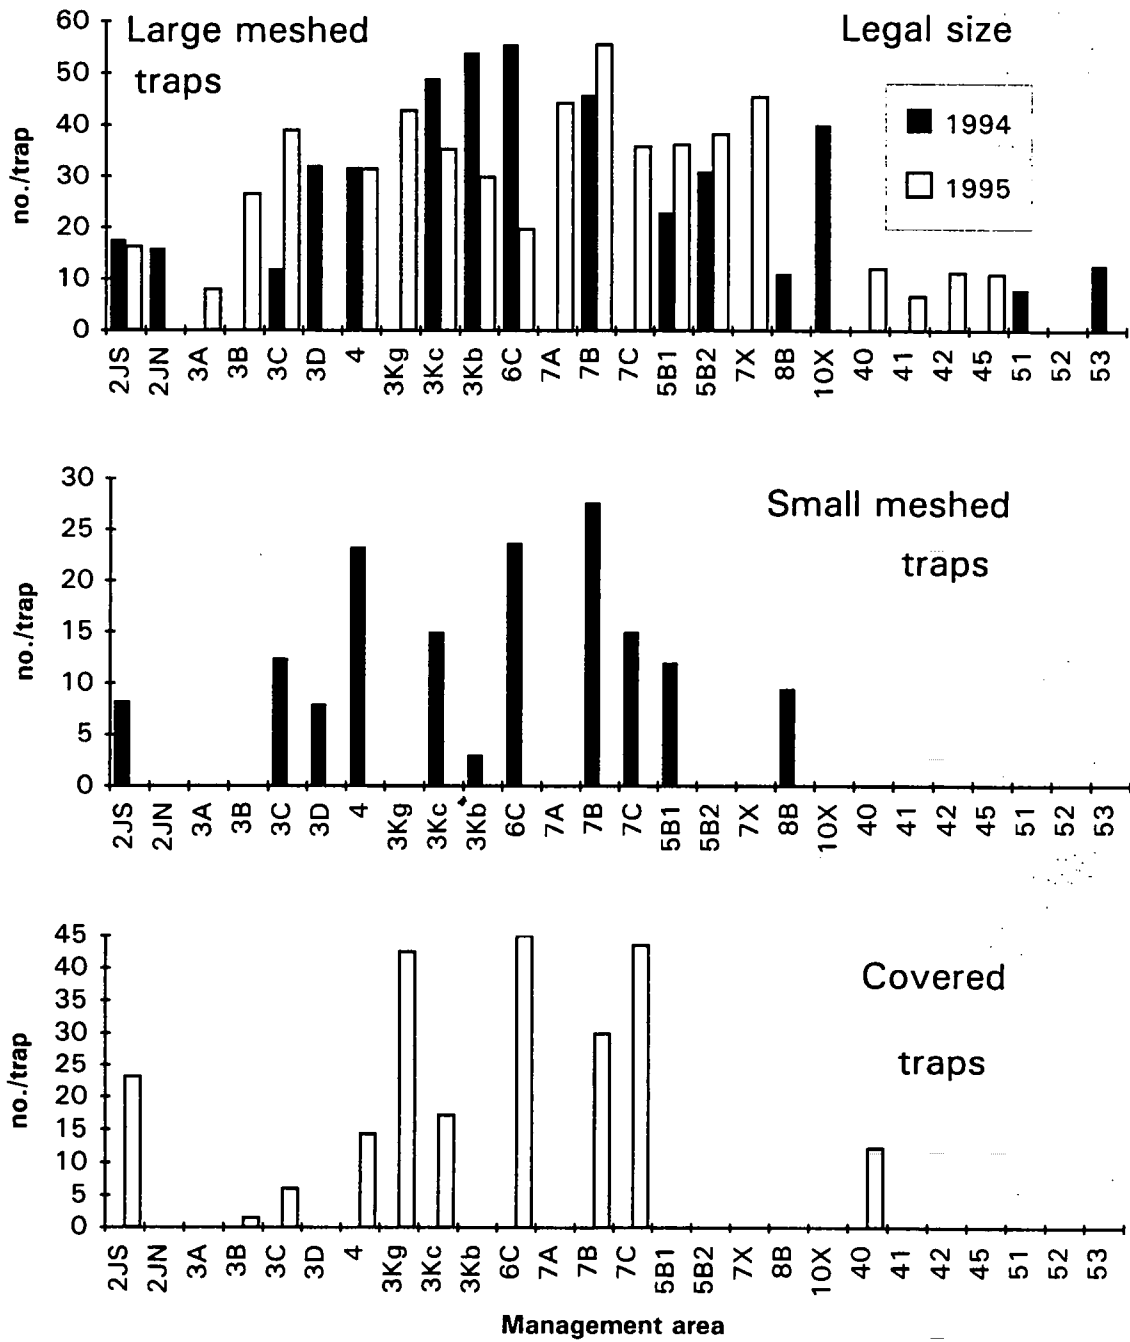 Large meshed
traps
Legal size
1994
1995
no./trap
60
50
40
30
20
10
0
2JS 2JN 3A 3B 3C 3D 4 3Kg 3Kc 3Kb 6C 7A 7B 7C 5B1 5B2 7X 8B 10X 40 41 42 45 51 52 53
Small meshed
traps
no./trap
30
25
20
15
10
5
0
2JS 2JN 3A 3B 3C 3D 4 3Kg 3Kc 3Kb 6C 7A 7B 7C 5B1 5B2 7X 8B 10X 40 41 42 45 51 52 53
Covered
traps
no./trap
45
40
35
30
25
20
15
10
5
0
2JS 2JN 3A 3B 3C 3D 4 3Kg 3Kc 3Kb 6C 7A 7B 7C 5B1 5B2 7X 8B 10X 40 41 42 45 51 52 53
Management area